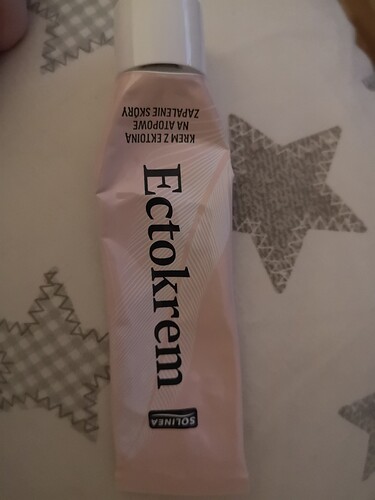 KREM Z EKTOINĄ
NA ATOPOWE
ZAPALENIE SKÓRY
Ectokrem
SOLINEA